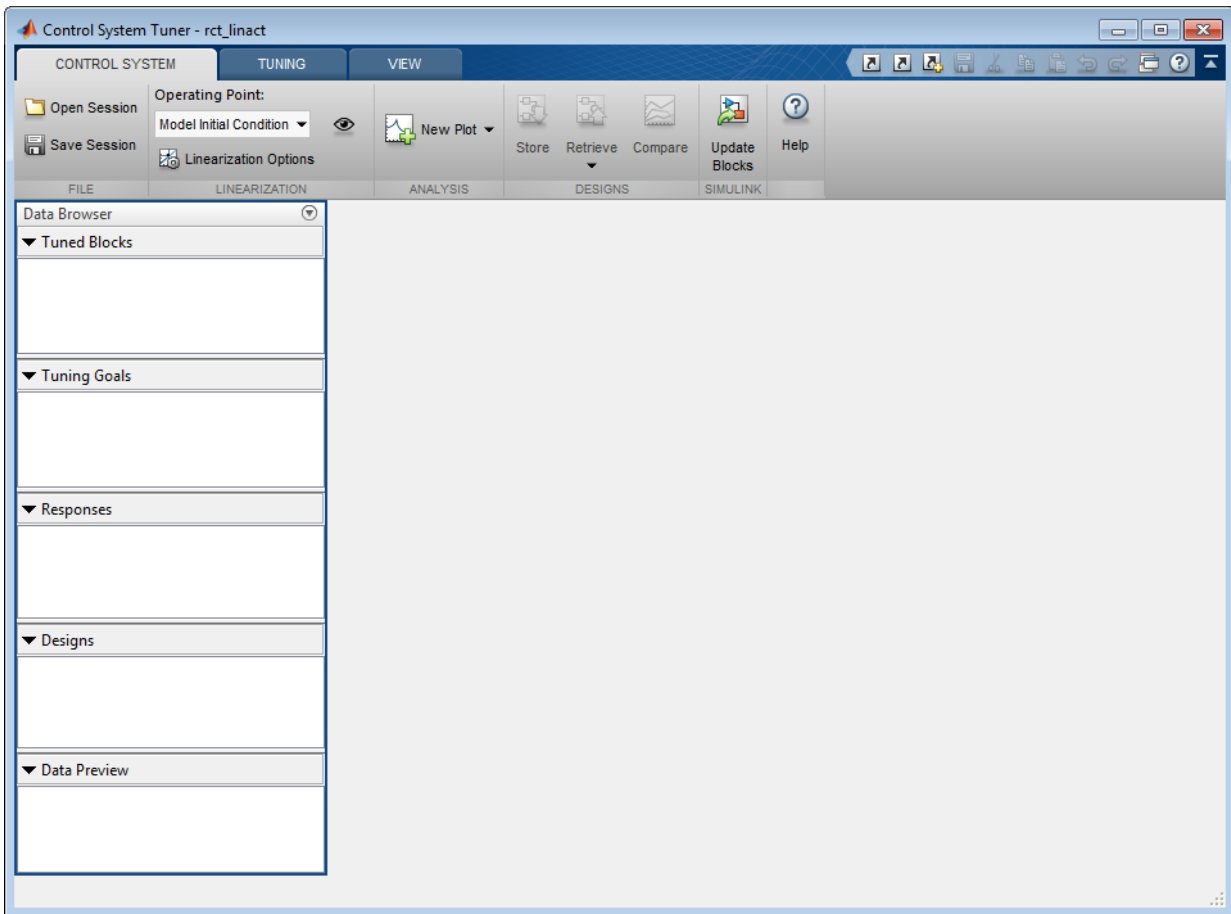 Control System Tuner - rct_linact
CONTROL SYSTEM TUNING VIEW
Open Session
Save Session
FILE
Operating Point:
Model Initial Condition
Linearization Options
LINEARIZATION
New Plot
ANALYSIS
Store Retrieve Compare
DESIGNS
Update
Blocks
SIMULINK
Help
Data Browser
Tuned Blocks
Tuning Goals
Responses
Designs
Data Preview